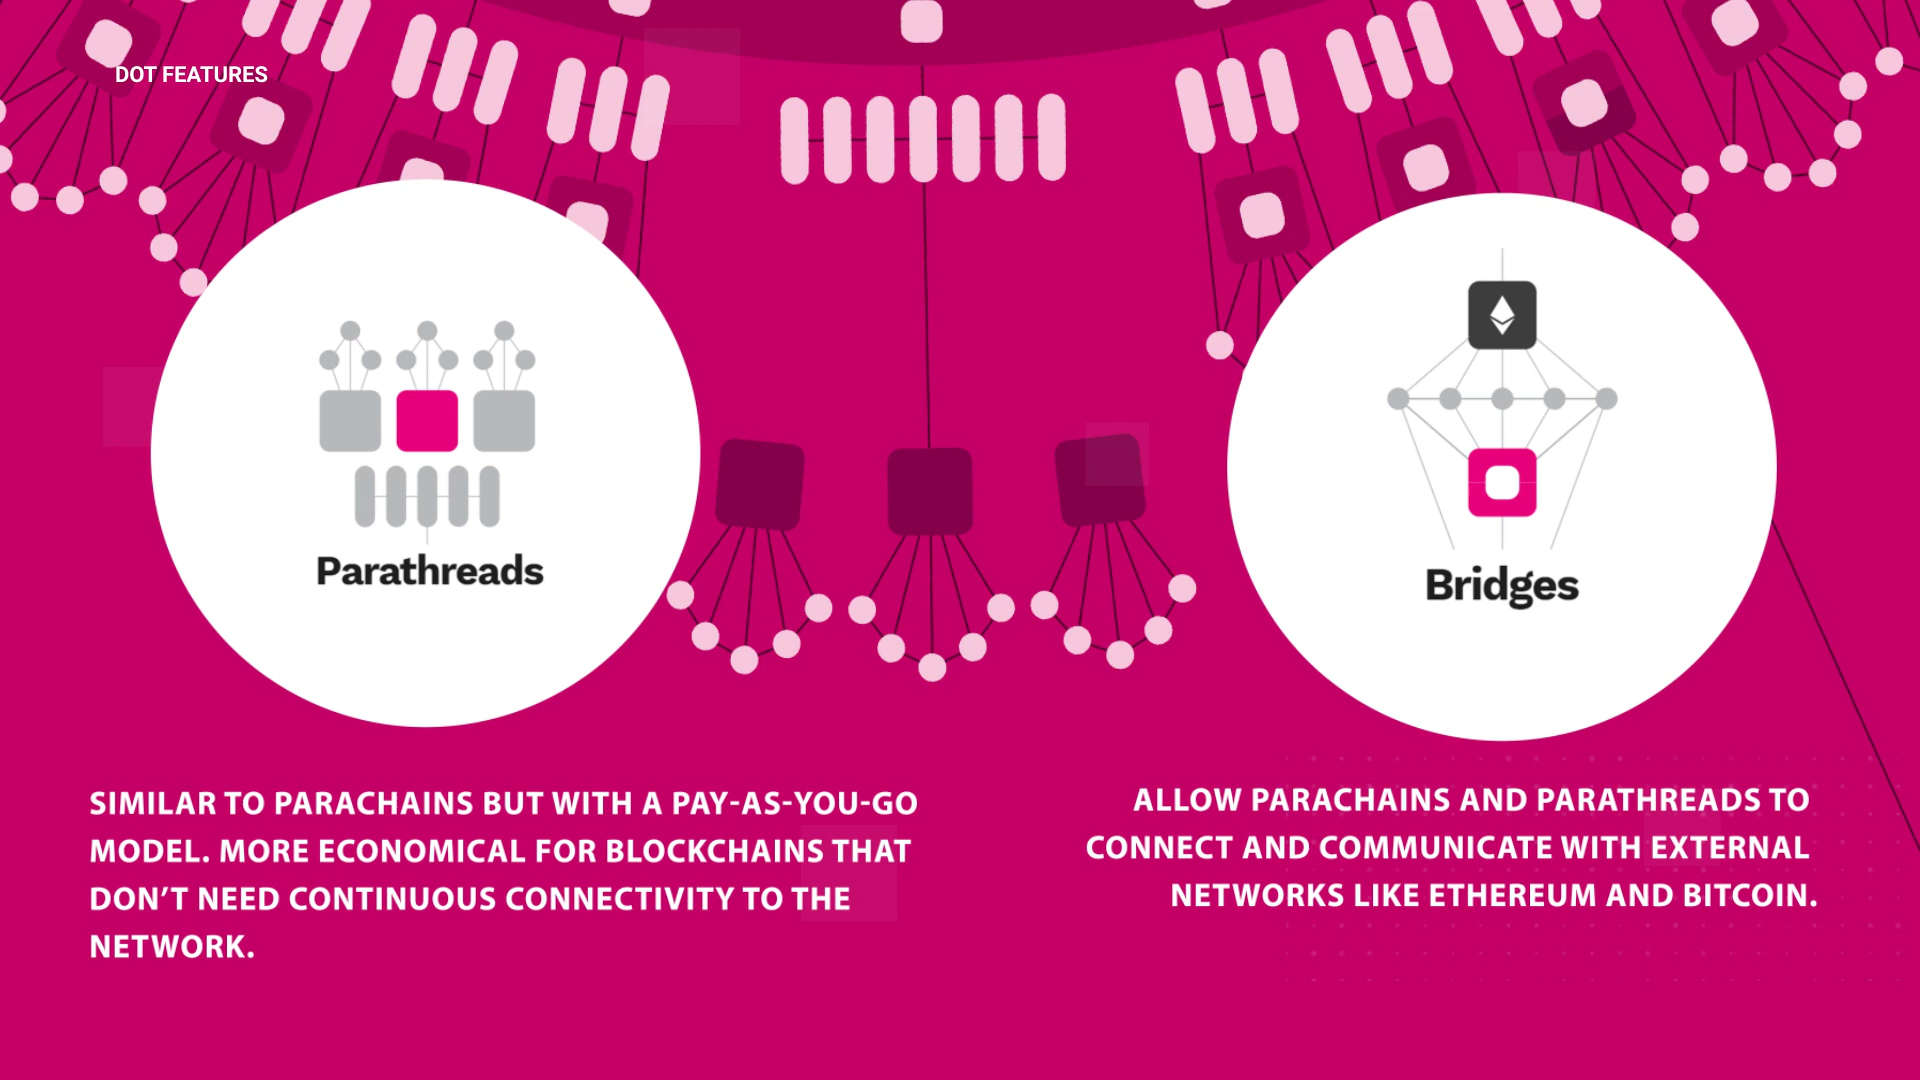 DOT FEATURES
Parathreads
Bridges
SIMILAR TO PARACHAINS BUT WITH A PAY-AS-YOU-GO
MODEL. MORE ECONOMICAL FOR BLOCKCHAINS THAT
DON’T NEED CONTINUOUS CONNECTIVITY TO THE
NETWORK.
ALLOW PARACHAINS AND PARATHREADS TO
CONNECT AND COMMUNICATE WITH EXTERNAL
NETWORKS LIKE ETHEREUM AND BITCOIN.